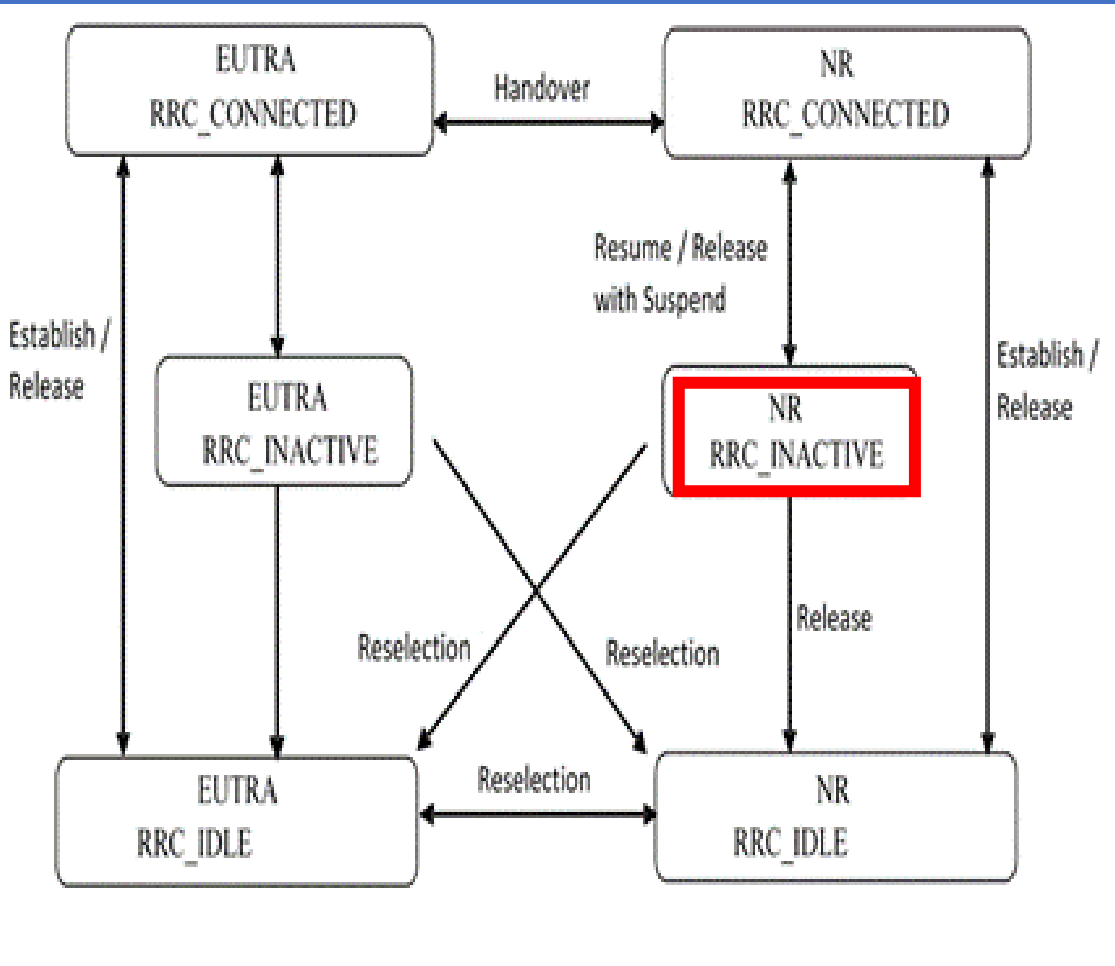 EUTRA
RRC_CONNECTED
Handover
NR
RRC_CONNECTED
Resume / Release
with Suspend
Establish /
Release
Establish /
Release
EUTRA
RRC_INACTIVE
NR
RRC_INACTIVE
Reselection
Reselection
Release
Reselection
EUTRA
RRC_IDLE
NR
RRC_IDLE